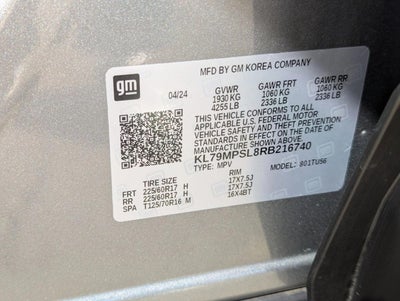 gm
MFD BY GM KOREA COMPANY
04/24 GVWR GAWR FRT GAWR RR
1930 KG 1060 KG 1060 KG
4255 LB 2336 LB 2336 LB
THIS VEHICLE CONFORMS TO ALL
APPLICABLE U.S. FEDERAL MOTOR
VEHICLE SAFETY AND THEFT PREVENTION
STANDARDS IN EFFECT ON THE DATE OF
MANUFACTURE SHOWN ABOVE.
KL79MPSL8RB216740
TYPE: MPV MODEL: 801TU56
TIRE SIZE RIM
FRT 225/60R17 H 17X7.5J
RR 225/60R17 H 17X7.5J
SPA T125/70R16 M 16X4BT